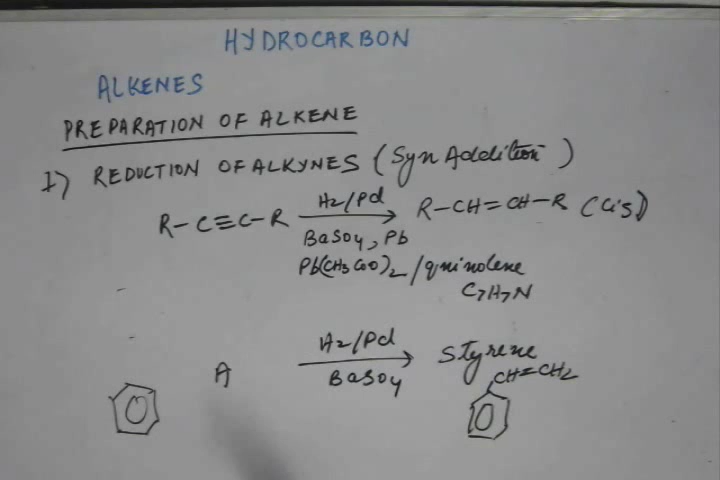 HYDROCARBON
ALKENES
PREPARATION OF ALKENE
I) REDUCTION OF ALKYNES (Syn Addition)
R-C≡C-R H2/Pd BaSO4, Pb R-CH=CH-R (Cis)
Pb(CH3COO)2/quinolene
C7H7N
A H2/Pd BaSO4 Styrene
CH=CH2